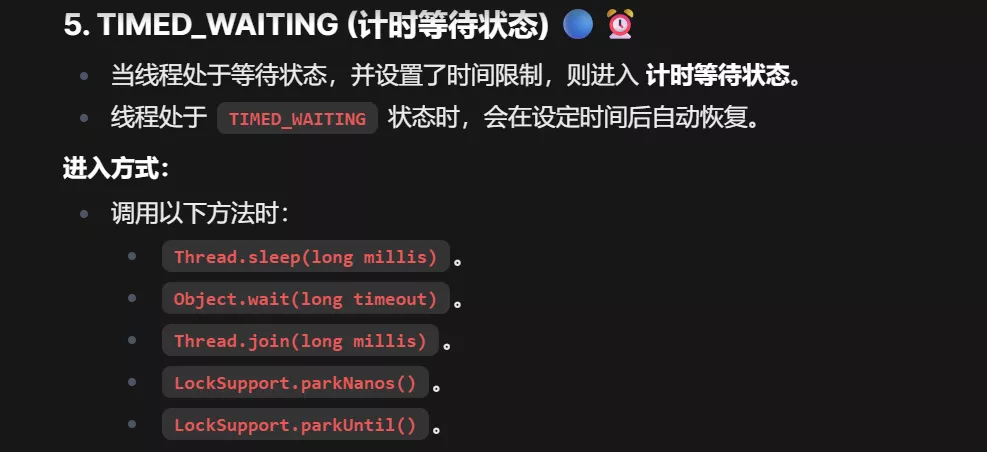 5. TIMED_WAITING (计时等待状态) 🔵 ⏰
当线程处于等待状态，并设置了时间限制，则进入 计时等待状态。
线程处于 TIMED_WAITING 状态时，会在设定时间后自动恢复。
进入方式：
调用以下方法时：
Thread.sleep(long millis) 。
Object.wait(long timeout) 。
Thread.join(long millis) 。
LockSupport.parkNanos() 。
LockSupport.parkUntil() 。